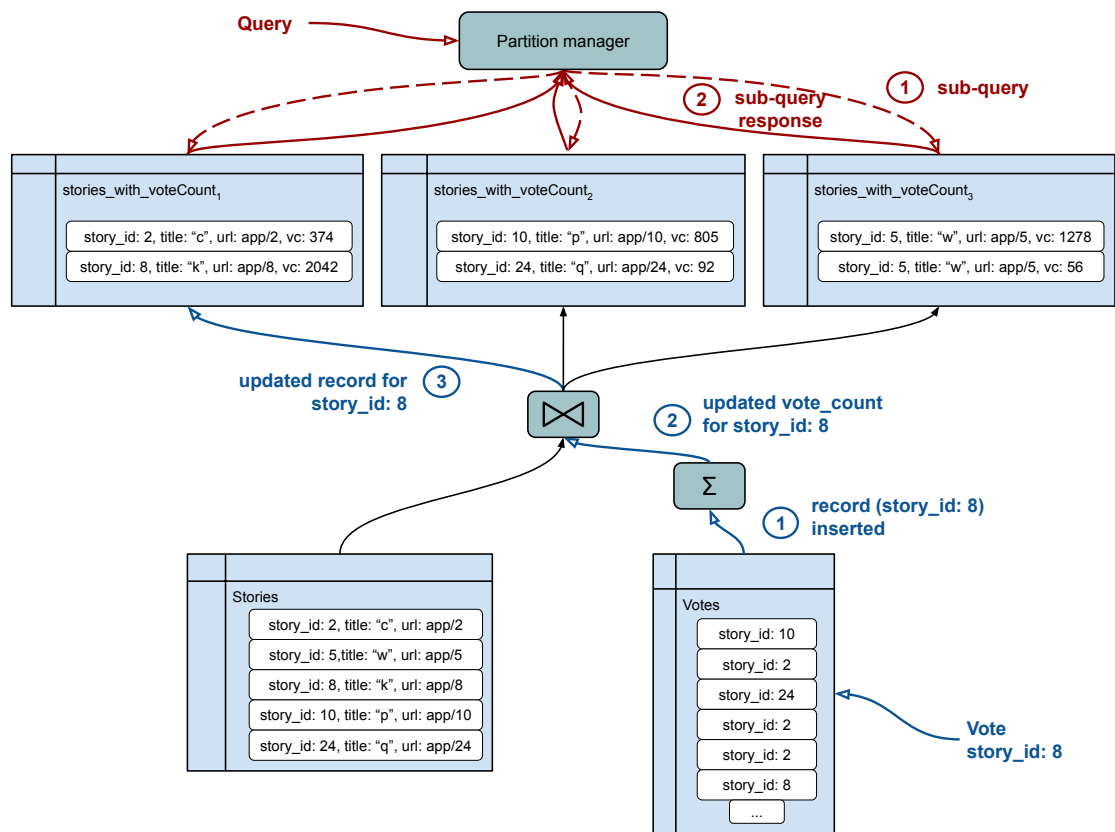 Query
Partition manager
1 sub-query
2 sub-query
response
stories_with_voteCount1
story_id: 2, title: “c”, url: app/2, vc: 374
story_id: 8, title: “k”, url: app/8, vc: 2042
stories_with_voteCount2
story_id: 10, title: “p”, url: app/10, vc: 805
story_id: 24, title: “q”, url: app/24, vc: 92
stories_with_voteCount3
story_id: 5, title: “w”, url: app/5, vc: 1278
story_id: 5, title: “w”, url: app/5, vc: 56
updated record for
story_id: 8
3
2
updated vote_count
for story_id: 8
Σ
1
record (story_id: 8)
inserted
Stories
story_id: 2, title: “c”, url: app/2
story_id: 5,title: “w”, url: app/5
story_id: 8, title: “k”, url: app/8
story_id: 10, title: “p”, url: app/10
story_id: 24, title: “q”, url: app/24
Votes
story_id: 10
story_id: 2
story_id: 24
story_id: 2
story_id: 2
story_id: 8
...
Vote
story_id: 8